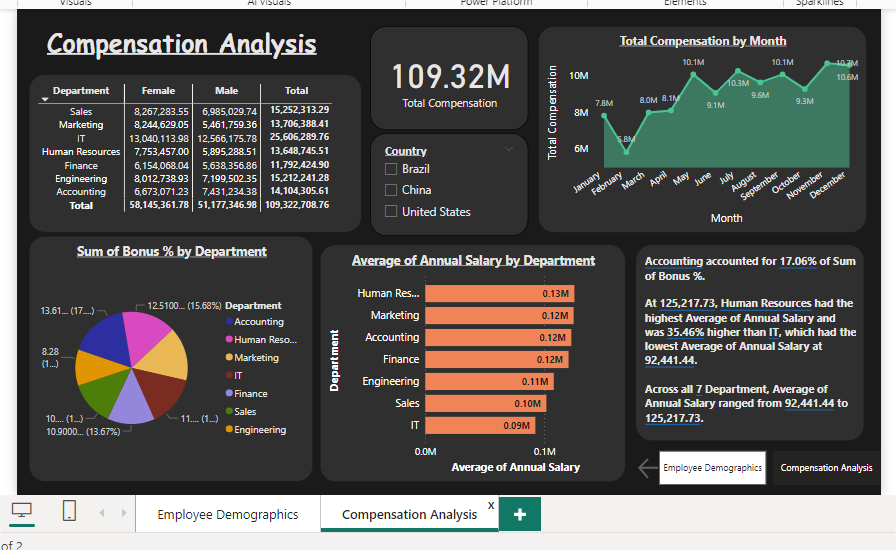 Visuals AI visuals Power Platform Elements Sparklines
Compensation Analysis
Department Female Male Total
Sales 8,267,283.55 6,985,029.74 15,252,313.29
Marketing 8,244,629.05 5,461,759.36 13,706,388.41
IT 13,040,113.98 12,566,175.78 25,606,289.76
Human Resources 7,753,457.00 5,895,288.51 13,648,745.51
Finance 6,154,068.04 5,638,356.86 11,792,424.90
Engineering 8,012,738.93 7,199,502.35 15,212,241.28
Accounting 6,673,071.23 7,431,234.38 14,104,305.61
Total 58,145,361.78 51,177,346.98 109,322,708.76
109.32M
Total Compensation
Country
Brazil
China
United States
Total Compensation by Month
Total Compensation
10M
8M
6M
7.8M
5.8M
8.0M
8.1M
10.1M
9.1M
10.3M
9.6M
10.1M
9.3M
10.7M
10.6M
January
February
March
April
May
June
July
August
September
October
November
December
Month
Sum of Bonus % by Department
13.61... (17....)
12.5100... (15.68%)
8.28
(1...)
10.... (1...)
10.9000... (13.67%)
11.... (1...)
Department
Accounting
Human Reso...
Marketing
IT
Finance
Sales
Engineering
Average of Annual Salary by Department
Department
Human Res... 0.13M
Marketing 0.12M
Accounting 0.12M
Finance 0.12M
Engineering 0.11M
Sales 0.10M
IT 0.09M
0.0M 0.1M
Average of Annual Salary
Accounting accounted for 17.06% of Sum
of Bonus %.
At 125,217.73, Human Resources had the
highest Average of Annual Salary and
was 35.46% higher than IT, which had the
lowest Average of Annual Salary at
92,441.44.
Across all 7 Department, Average of
Annual Salary ranged from 92,441.44 to
125,217.73.
Employee Demographics
Compensation Analysis
Employee Demographics
Compensation Analysis
x
+
of 2